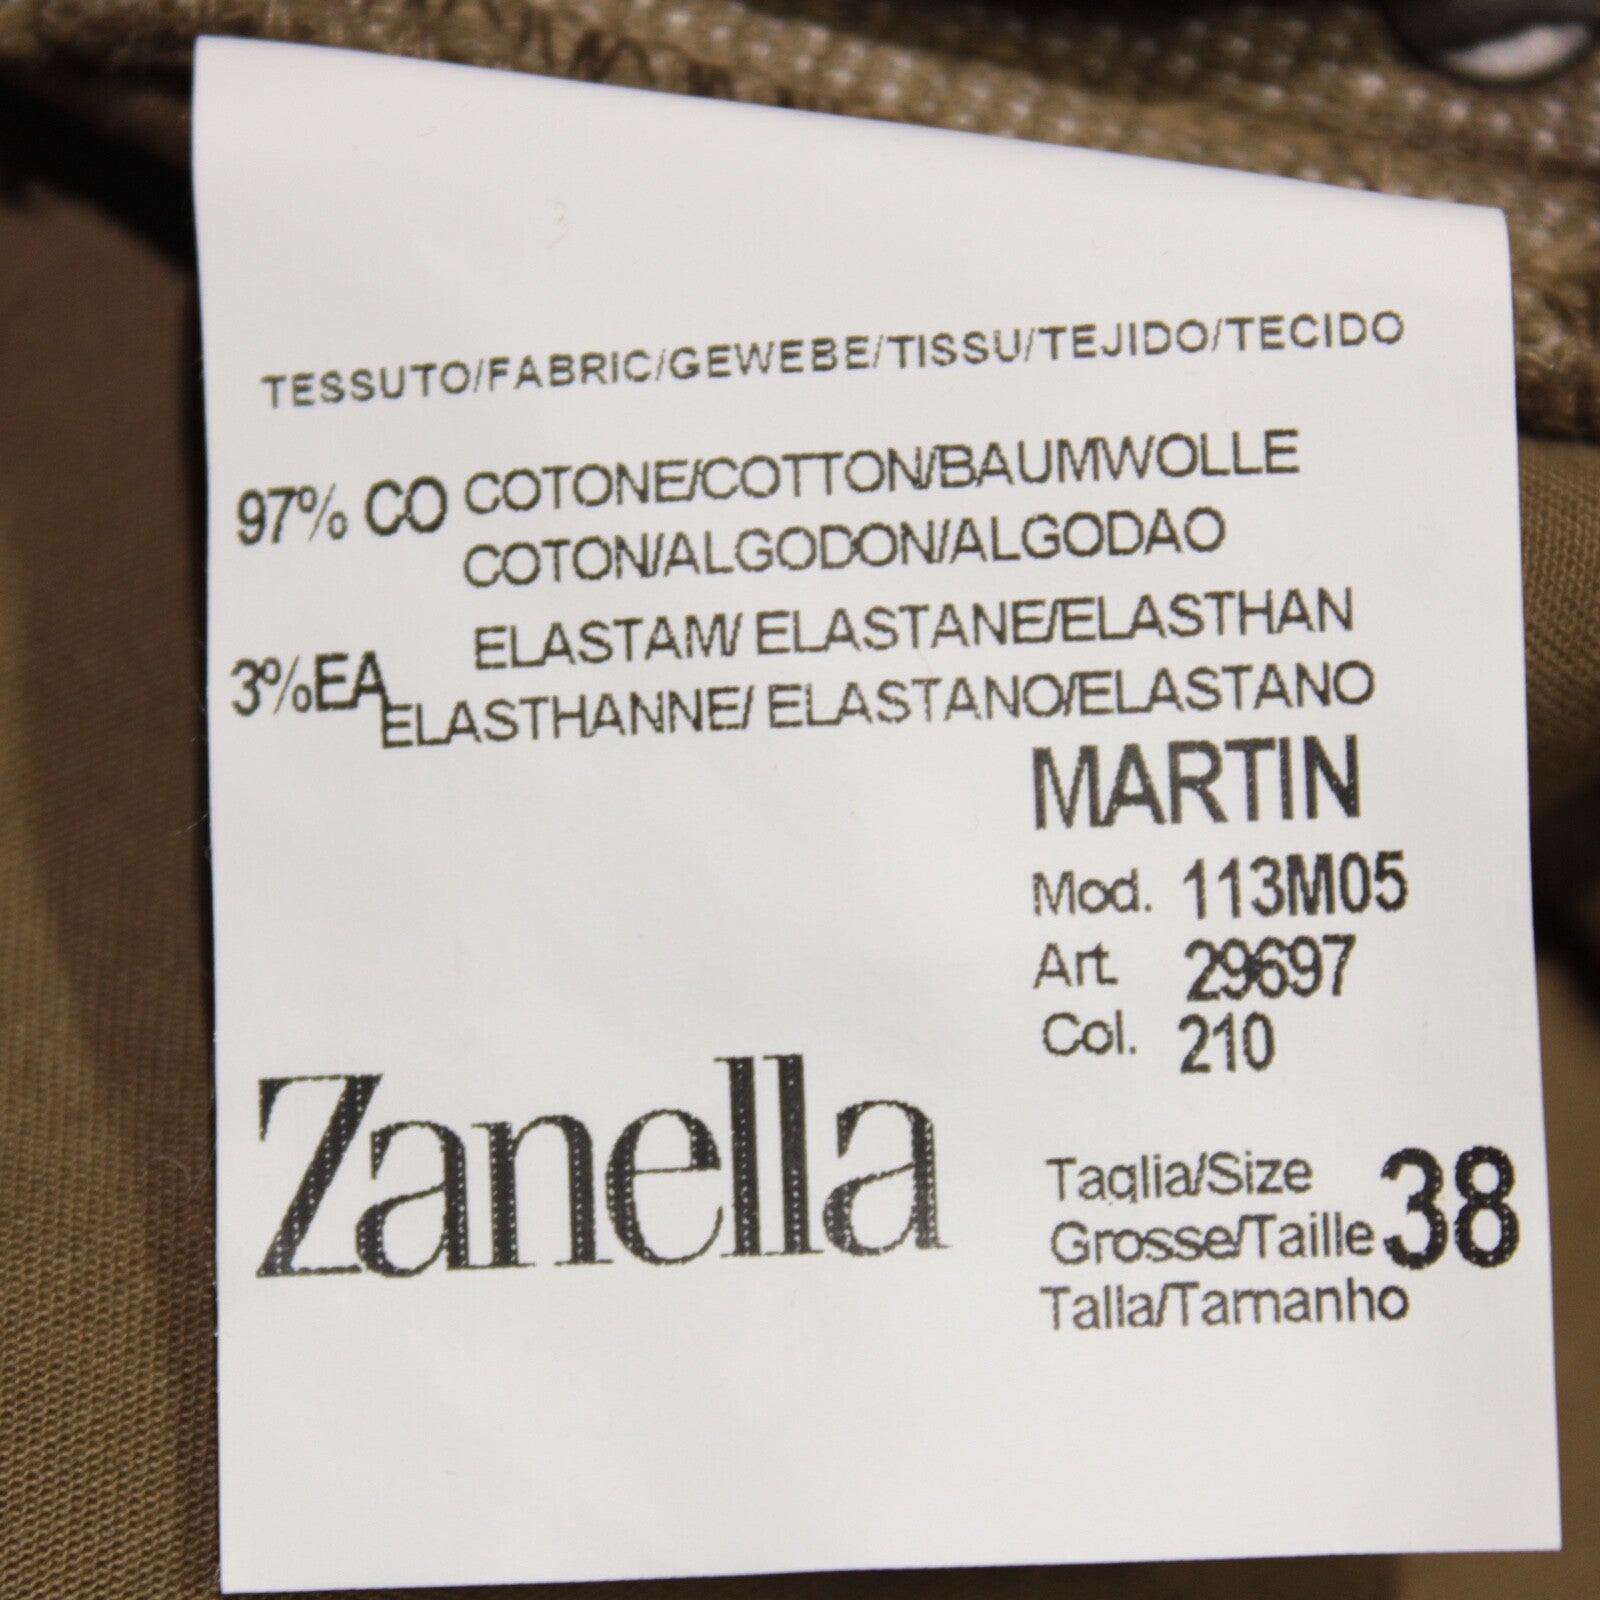 TESSUTO/FABRIC/GEWEBE/TISSU/TEJIDO/TECIDO
97% CO COTONE/COTTON/BAUMWOLLE
COTON/ALGODON/ALGODAO
3%EA ELASTAM/ ELASTANE/ELASTHAN
ELASTHANNE/ ELASTANO/ELASTANO
MARTIN
Mod. 113M05
Art. 29697
Col. 210
Zanella
Taglia/Size
Grosse/Taille 38
Talla/Tamanho